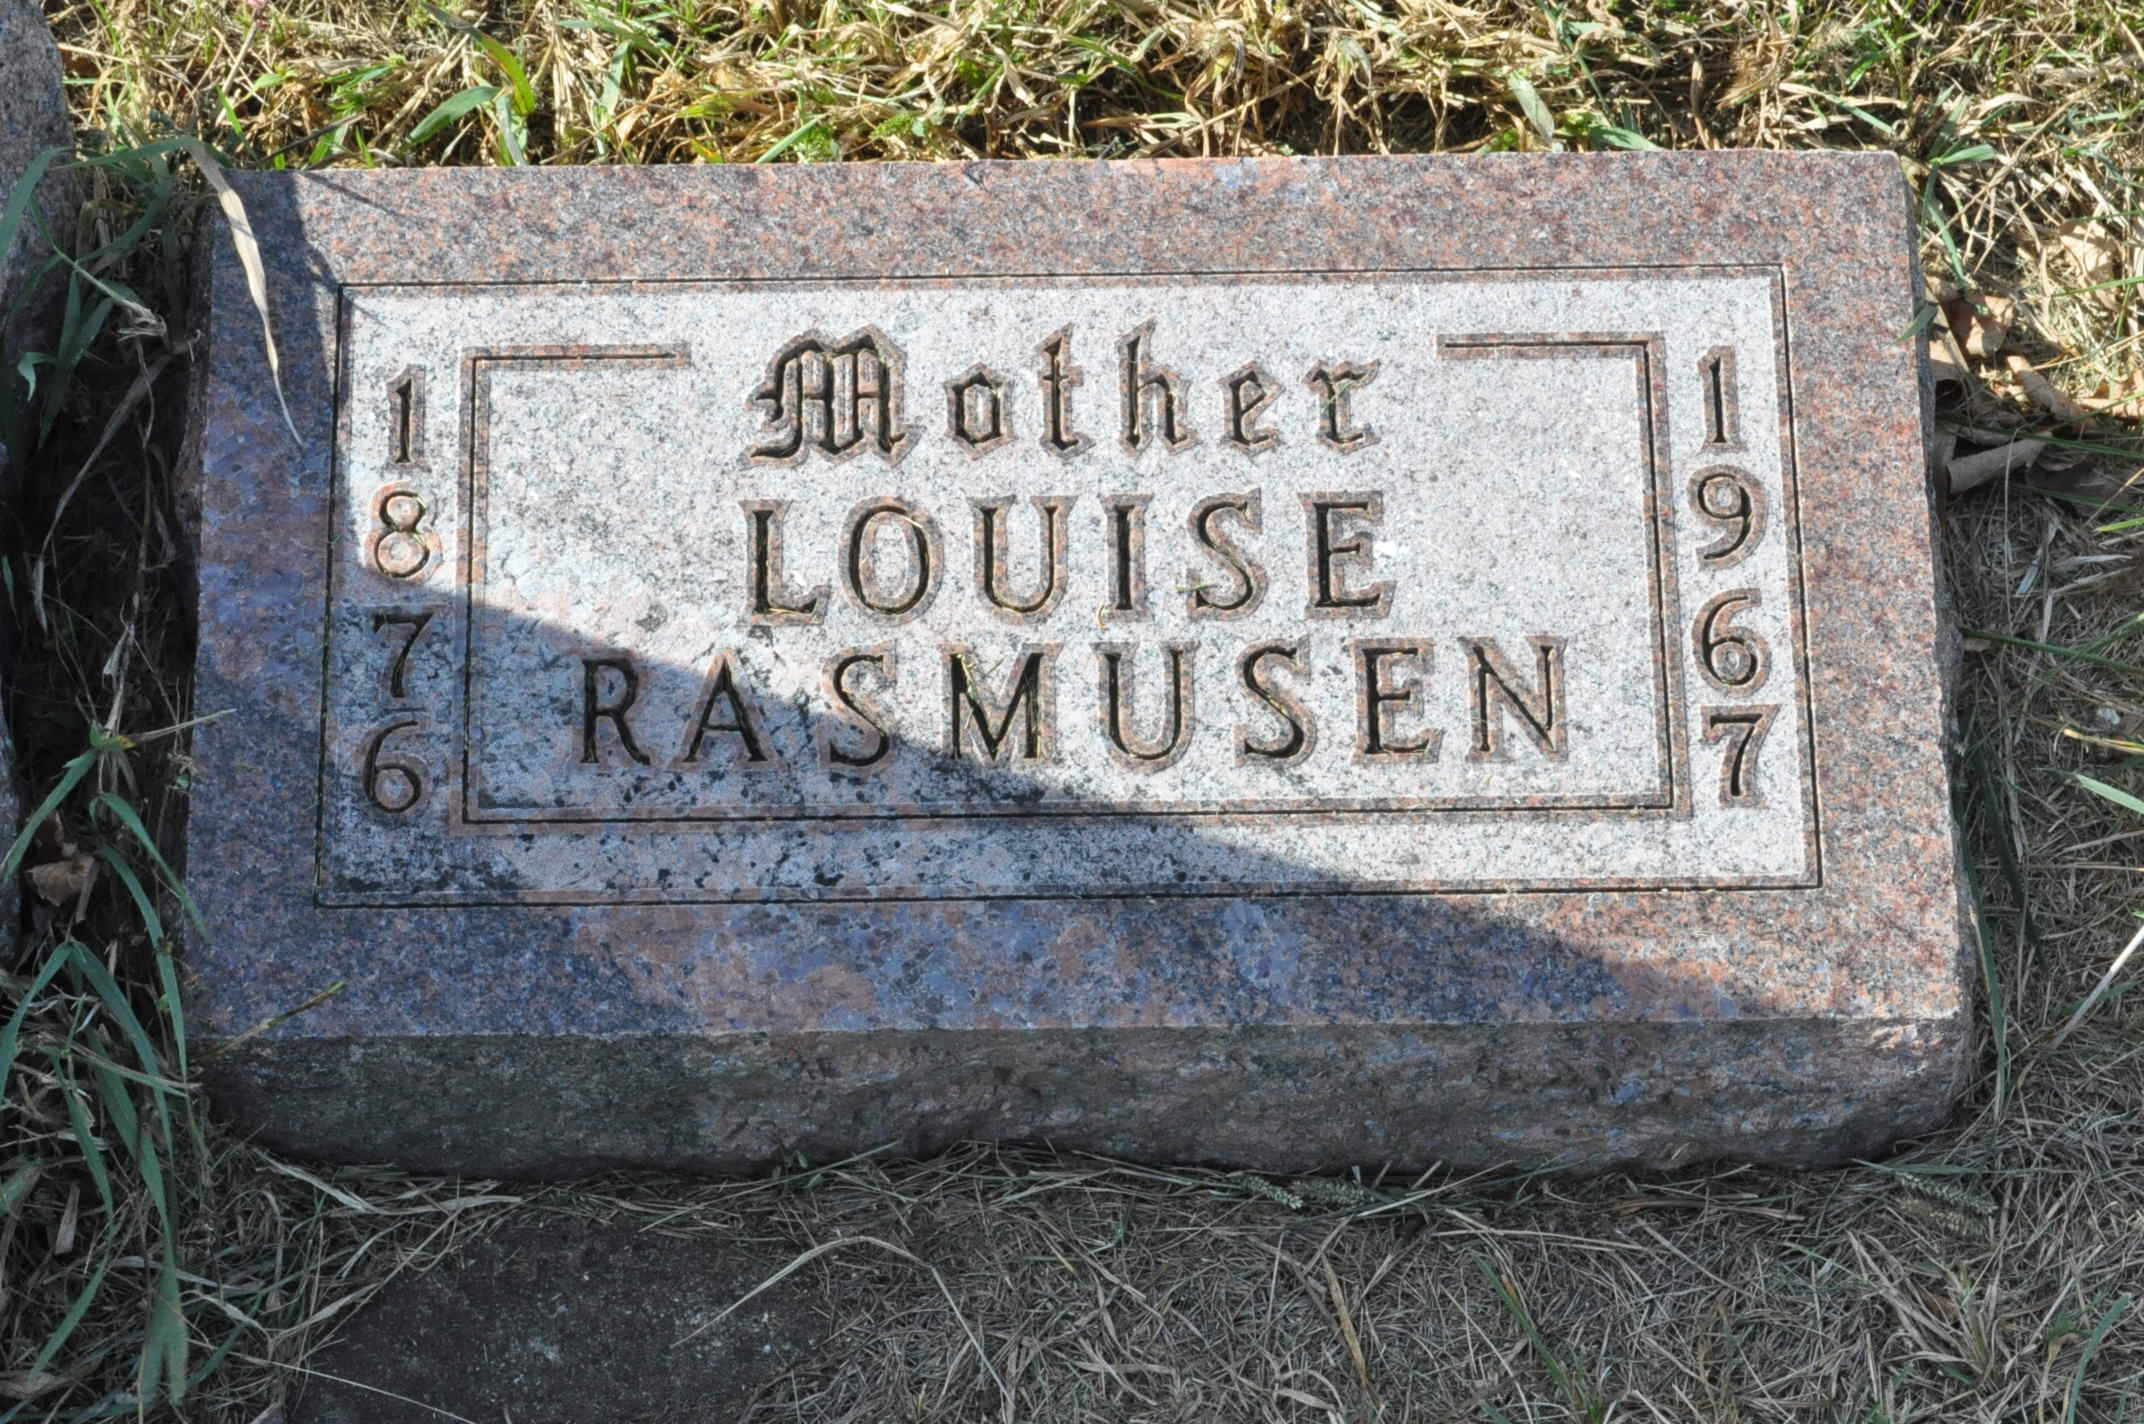 Mother
LOUISE
RASMUSEN
1876
1967